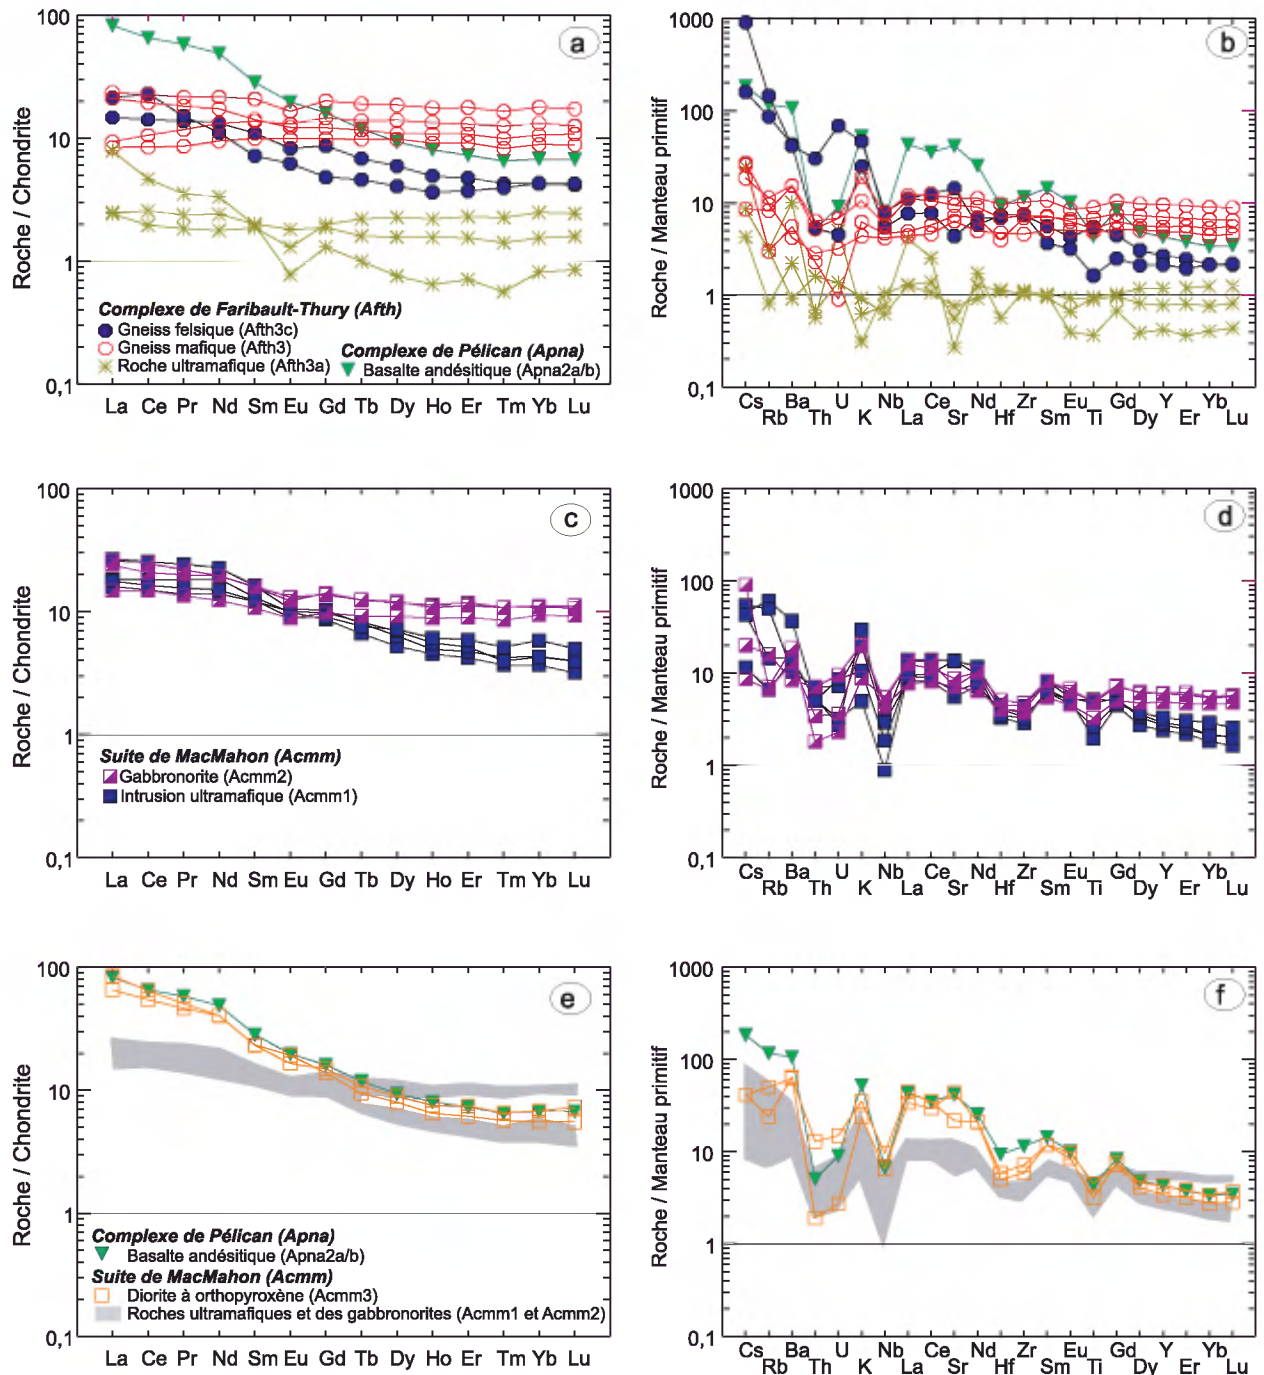 a
Roche / Chondrite
100
10
1
0,1
Complexe de Faribault-Thury (Afth)
Gneiss felsique (Afth3c)
Gneiss mafique (Afth3)
Roche ultramafique (Afth3a)
Complexe de Pélican (Apna)
Basalte andésitique (Apna2a/b)
La Ce Pr Nd Sm Eu Gd Tb Dy Ho Er Tm Yb Lu
b
Roche / Manteau primitif
1000
100
10
1
0,1
Cs Rb Ba Th U K Nb La Ce Sr Nd Hf Zr Sm Eu Ti Gd Dy Y Er Yb Lu
c
Roche / Chondrite
100
10
1
0,1
Suite de MacMahon (Acmm)
Gabbronorite (Acmm2)
Intrusion ultramafique (Acmm1)
La Ce Pr Nd Sm Eu Gd Tb Dy Ho Er Tm Yb Lu
d
Roche / Manteau primitif
1000
100
10
1
0,1
Cs Rb Ba Th U K Nb La Ce Sr Nd Hf Zr Sm Eu Ti Gd Dy Y Er Yb Lu
e
Roche / Chondrite
100
10
1
0,1
Complexe de Pélican (Apna)
Basalte andésitique (Apna2a/b)
Suite de MacMahon (Acmm)
Diorite à orthopyroxène (Acmm3)
Roches ultramafiques et des gabbronorites (Acmm1 et Acmm2)
La Ce Pr Nd Sm Eu Gd Tb Dy Ho Er Tm Yb Lu
f
Roche / Manteau primitif
1000
100
10
1
0,1
Cs Rb Ba Th U K Nb La Ce Sr Nd Hf Zr Sm Eu Ti Gd Dy Y Er Yb Lu